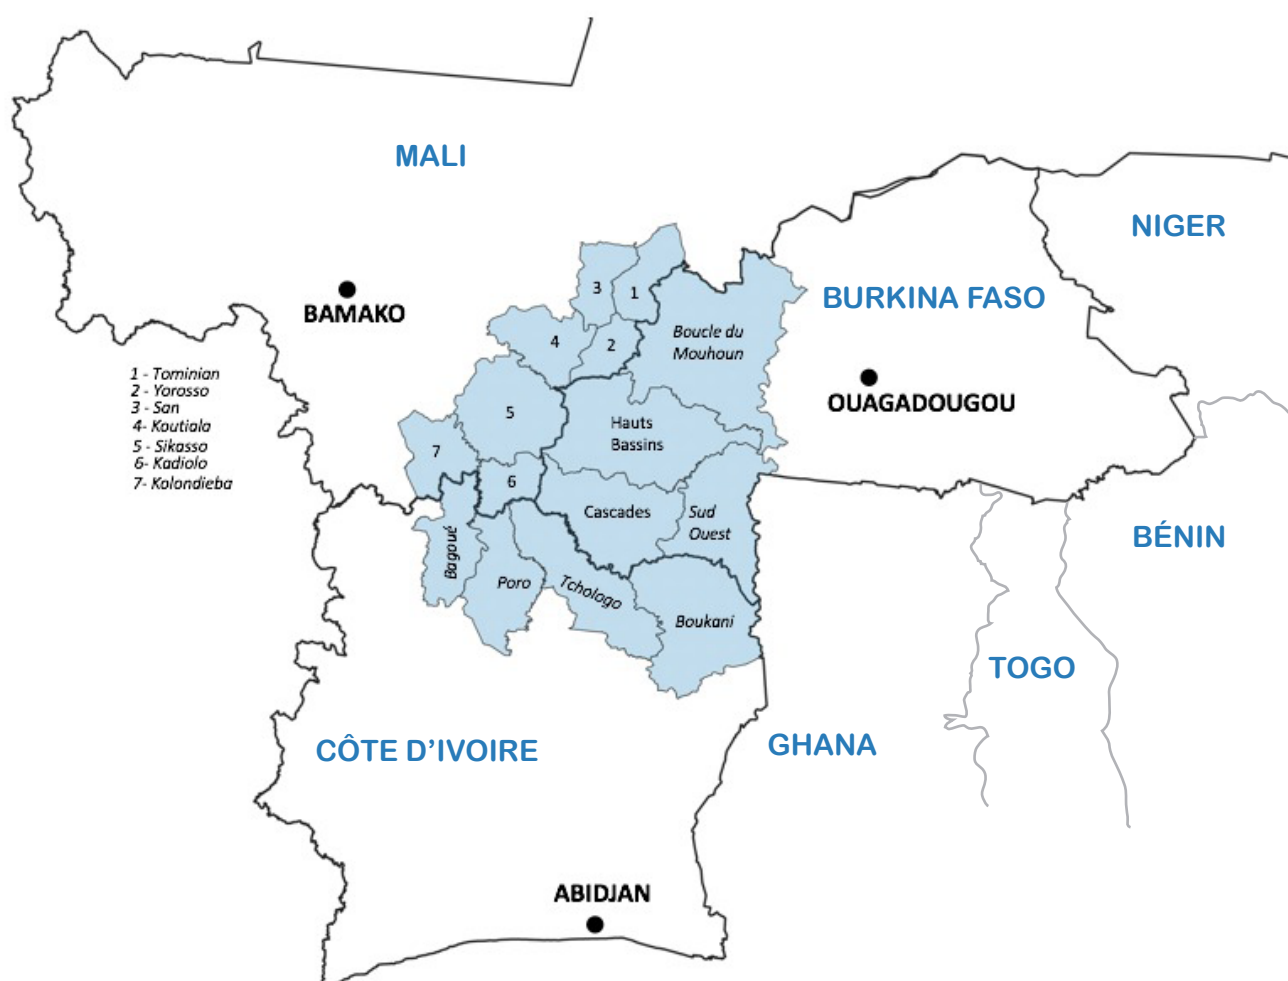 MALI
NIGER
3
1
BAMAKO
BURKINA FASO
Boucle du
Mouhoun
4
2
1 - Tominian
2 - Yorosso
3 - San
4- Koutiala
5 - Sikasso
6- Kadiolo
7- Kolondieba
OUAGADOUGOU
5
Hauts
Bassins
7
6
Cascades
Sud
Ouest
BÉNIN
Bagoué
Poro
Tchologo
Boukani
TOGO
CÔTE D’IVOIRE
GHANA
ABIDJAN